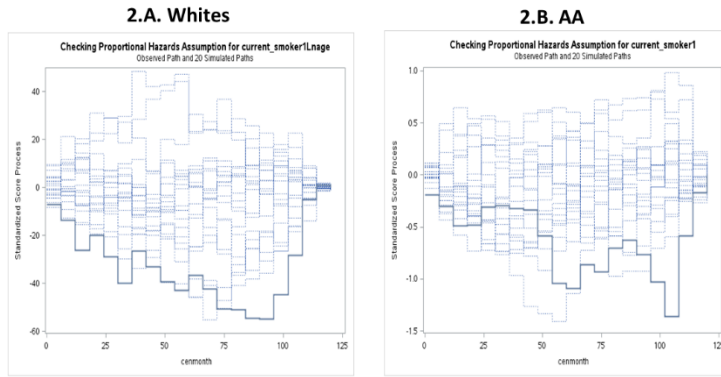 2.A. Whites
Checking Proportional Hazards Assumption for current_smoker1Lnage
Observed Path and 20 Simulated Paths
Standardized Score Process
40
20
0
-20
-40
-60
0
50
100
125
cenmonth
2.B. AA
Checking Proportional Hazards Assumption for current_smoker1
Observed Path and 20 Simulated Paths
Standardized Score Process
1.0
0.5
0.0
-0.5
-1.0
-1.5
0
25
50
75
100
125
cenmonth